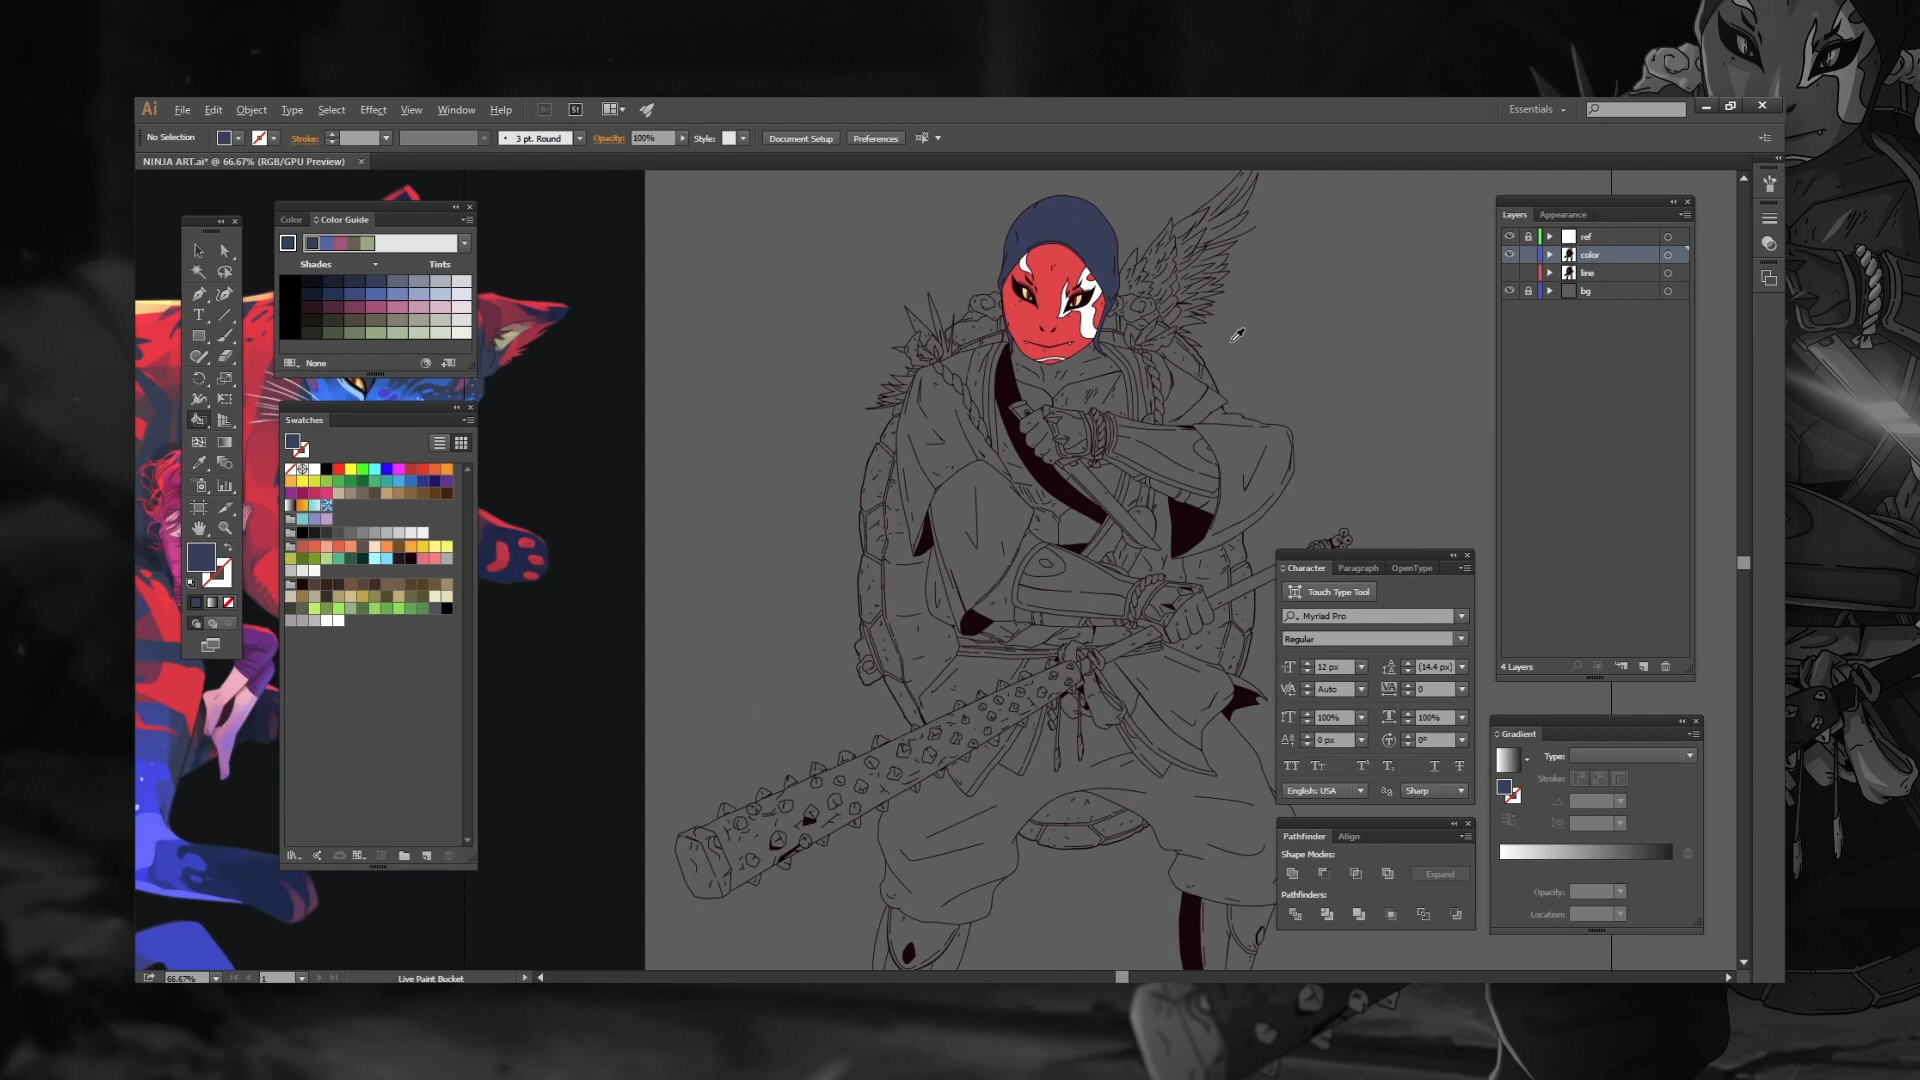 Ai File Edit Object Type Select Effect View Window Help Br St Essentials
No Selection Stroke: 3 pt. Round Opacity: 100% Style: Document Setup Preferences
NINJA ART.ai* @ 66.67% (RGB/GPU Preview)
Color Color Guide
Shades Tints
None
Swatches
Layers Appearance
ref
color
line
bg
4 Layers
Character Paragraph OpenType
Touch Type Tool
Myriad Pro
Regular
12 px (14.4 px)
Auto 0
100% 100%
0 px 0°
English: USA Sharp
Pathfinder Align
Shape Modes:
Expand
Pathfinders:
Gradient
Type:
Stroke:
Opacity:
Location:
66.67% 1 Live Paint Bucket